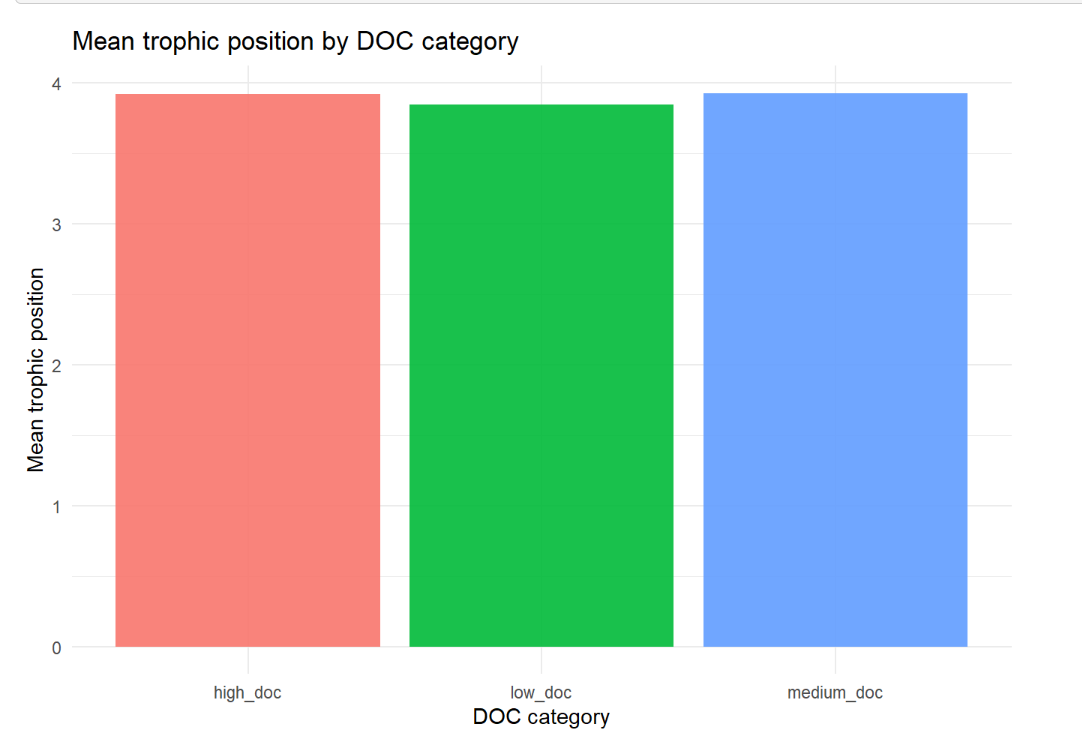 Mean trophic position by DOC category
4
3
2
1
0
Mean trophic position
high_doc
low_doc
medium_doc
DOC category